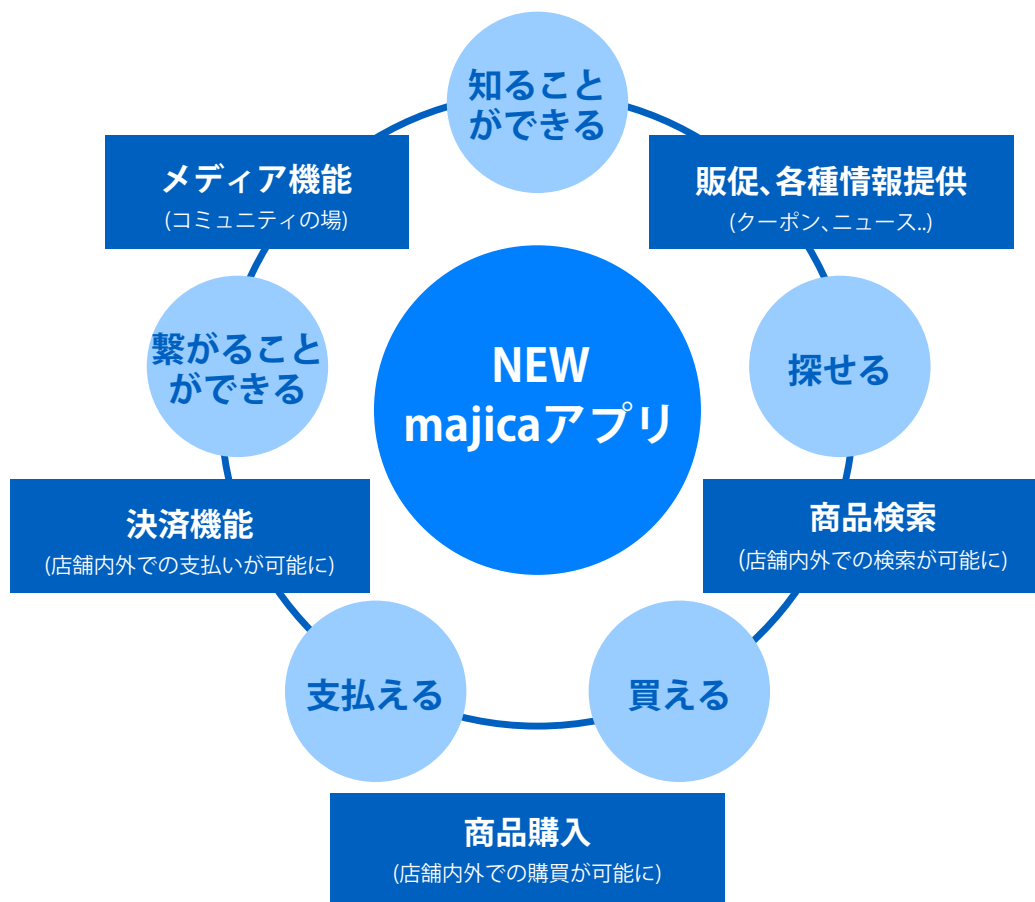 知ること
ができる
メディア機能
(コミュニティの場)
販促、各種情報提供
(クーポン、ニュース..)
繋がること
ができる
NEW
majicaアプリ
探せる
決済機能
(店舗内外での支払いが可能に)
商品検索
(店舗内外での検索が可能に)
支払える
買える
商品購入
(店舗内外での購買が可能に)